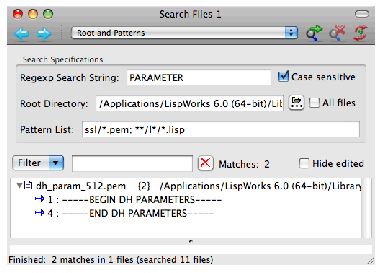 Search Files 1
Root and Patterns
Search Specifications
Regexp Search String: PARAMETER
Case sensitive
Root Directory: /Applications/LispWorks 6.0 (64-bit)/Lib
All files
Pattern List: ssl/*.pem; **/l*/*.lisp
Filter
Matches: 2
Hide edited
dh_param_512.pem {2} /Applications/LispWorks 6.0 (64-bit)/Library
1 : -----BEGIN DH PARAMETERS-----
4 : -----END DH PARAMETERS-----
Finished: 2 matches in 1 files (searched 11 files)